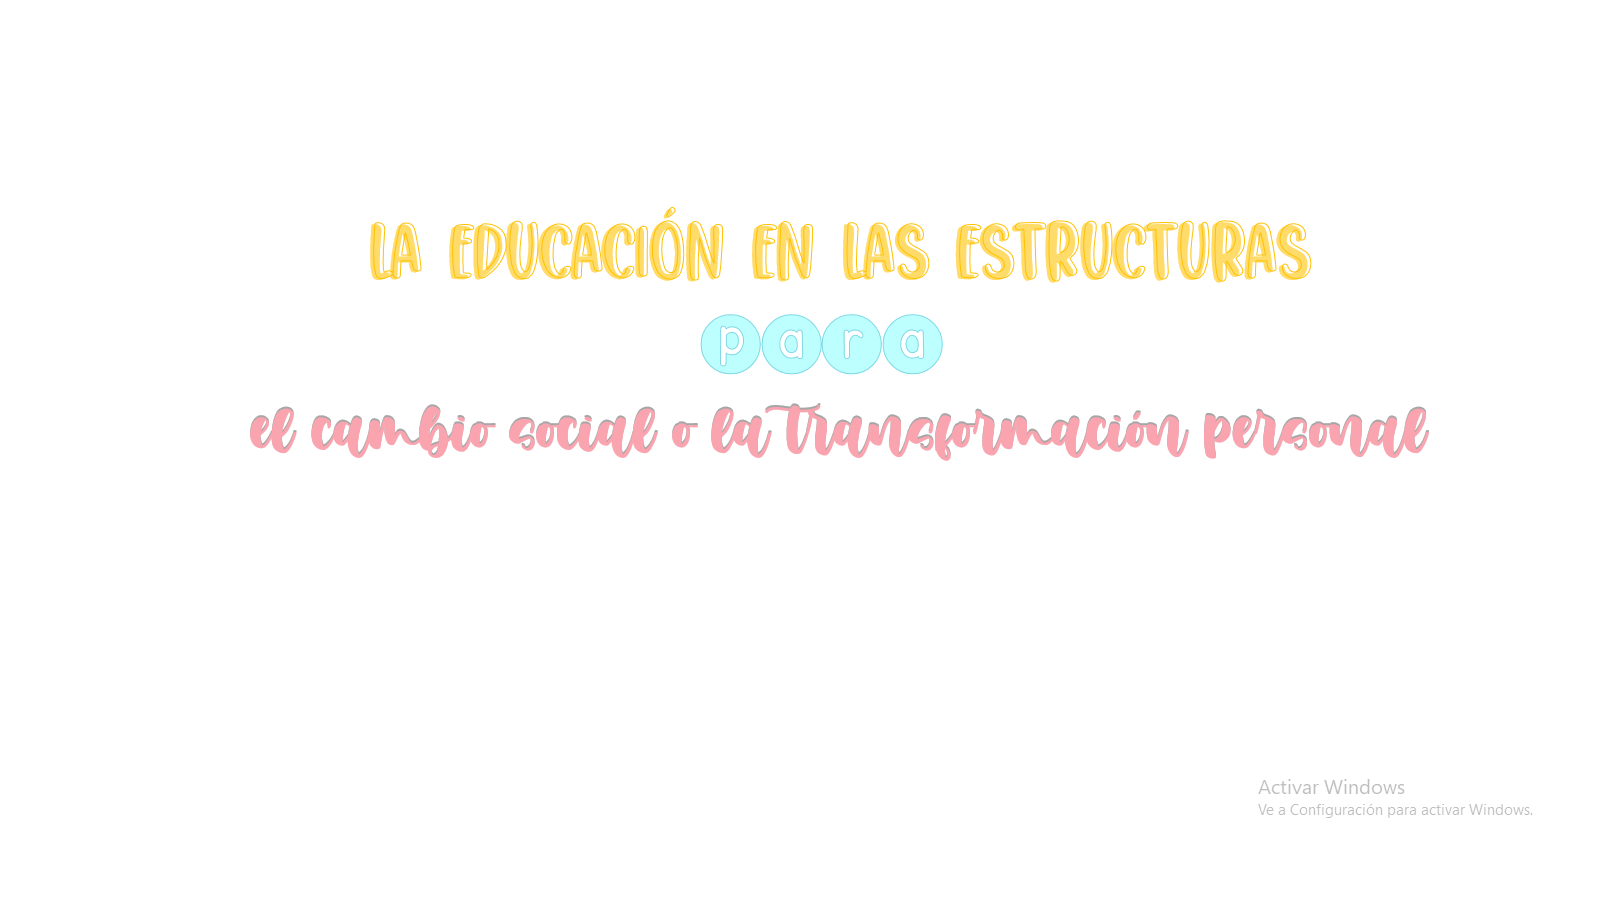 LA EDUCACIÓN EN LAS ESTRUCTURAS
para
el cambio social o la transformación personal
Activar Windows
Ve a Configuración para activar Windows.